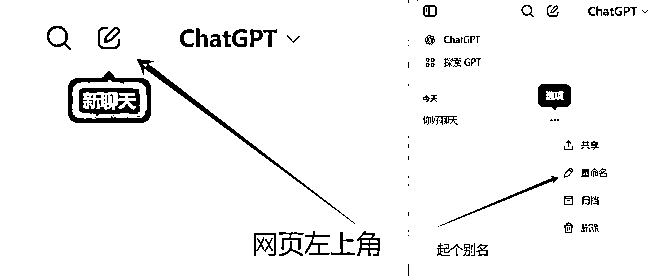 ChatGPT
新聊天
网页左上角
ChatGPT
ChatGPT
探索 GPT
今天
选项
你好聊天
共享
重命名
归档
删除
起个别名